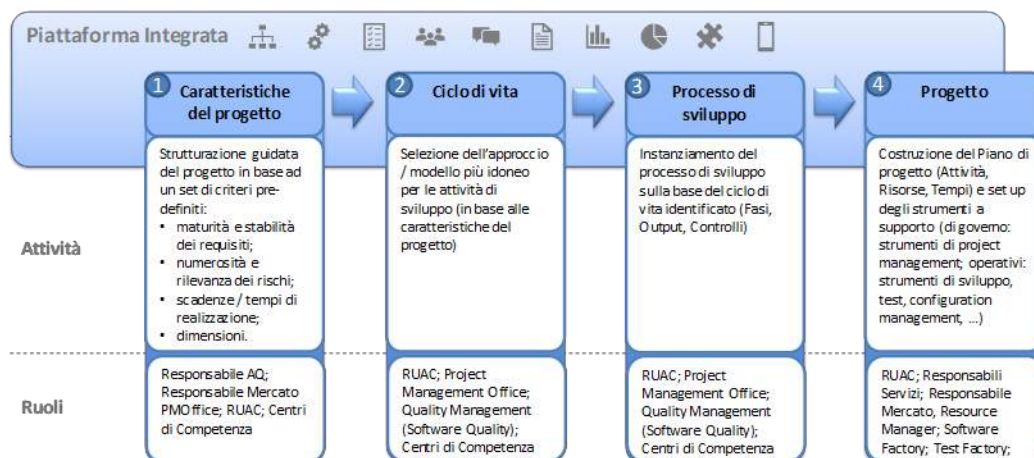 Piattaforma Integrata
1
Caratteristiche
del progetto
2
Ciclo di vita
3
Processo di
sviluppo
4
Progetto
Attività
Strutturazione guidata
del progetto in base ad
un set di criteri pre-
definiti:
• maturità e stabilità
dei requisiti;
• numerosità e
rilevanza dei rischi;
• scadenze / tempi di
realizzazione;
• dimensioni.
Selezione dell'approccio
/ modello più idoneo
per le attività di
sviluppo (in base alle
caratteristiche del
progetto)
Instanziamento del
processo di sviluppo
sulla base del ciclo di
vita identificato (Fasi,
Output, Controlli)
Costruzione del Piano di
progetto (Attività,
Risorse, Tempi) e set up
degli strumenti a
supporto (di governo:
strumenti di project
management; operativi:
strumenti di sviluppo,
test, configuration
management, ...)
Ruoli
Responsabile AQ;
Responsabile Mercato
PMOffice; RUAC; Centri
di Competenza
RUAC; Project
Management Office;
Quality Management
(Software Quality);
Centri di Competenza
RUAC; Project
Management Office;
Quality Management
(Software Quality);
Centri di Competenza
RUAC; Responsabili
Servizi; Responsabile
Mercato, Resource
Manager; Software
Factory; Test Factory;